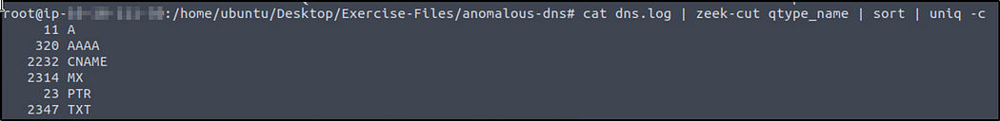 root@ip- :/home/ubuntu/Desktop/Exercise-Files/anomalous-dns# cat dns.log | zeek-cut qtype_name | sort | uniq -c
11 A
320 AAAA
2232 CNAME
2314 MX
23 PTR
2347 TXT